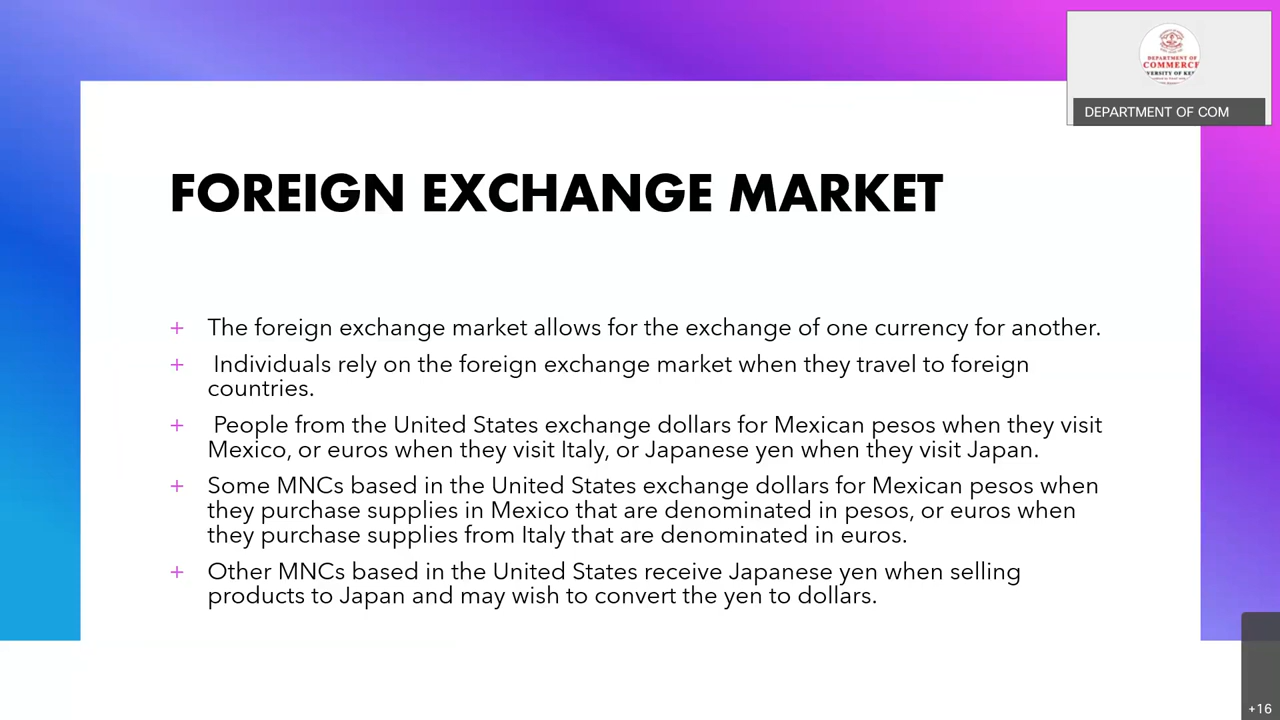 DEPARTMENT OF
COMMERCE
DEPARTMENT OF COM
FOREIGN EXCHANGE MARKET
+ The foreign exchange market allows for the exchange of one currency for another.
+ Individuals rely on the foreign exchange market when they travel to foreign
countries.
+ People from the United States exchange dollars for Mexican pesos when they visit
Mexico, or euros when they visit Italy, or Japanese yen when they visit Japan.
+ Some MNCs based in the United States exchange dollars for Mexican pesos when
they purchase supplies in Mexico that are denominated in pesos, or euros when
they purchase supplies from Italy that are denominated in euros.
+ Other MNCs based in the United States receive Japanese yen when selling
products to Japan and may wish to convert the yen to dollars.
+16